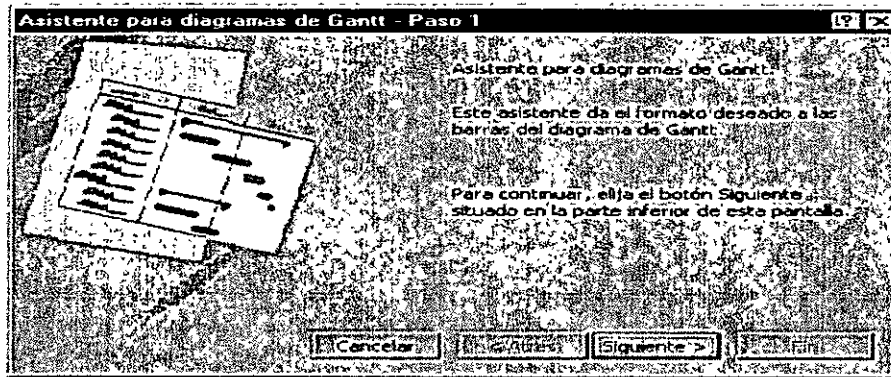 Asistente para diagramas de Gantt - Paso 1
Asistente para diagramas de Gantt.
Este asistente da el formato deseado a las
barras del diagrama de Gantt.
Para continuar, elija el botón Siguiente
situado en la parte inferior de esta pantalla.
Cancelar
< Atrás
Siguiente >
Fin